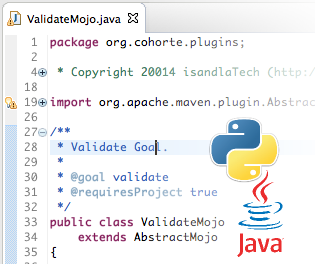 ValidateMojo.java
1 package org.cohorte.plugins;
2
4 * Copyright 20014 isandlaTech (http:/
18
19 import org.apache.maven.plugin.Abstrac
26
27 /**
28 * Validate Goal.
29 *
30 * @goal validate
31 * @requiresProject true
32 */
33 public class ValidateMojo
34 extends AbstractMojo
35 {
Java